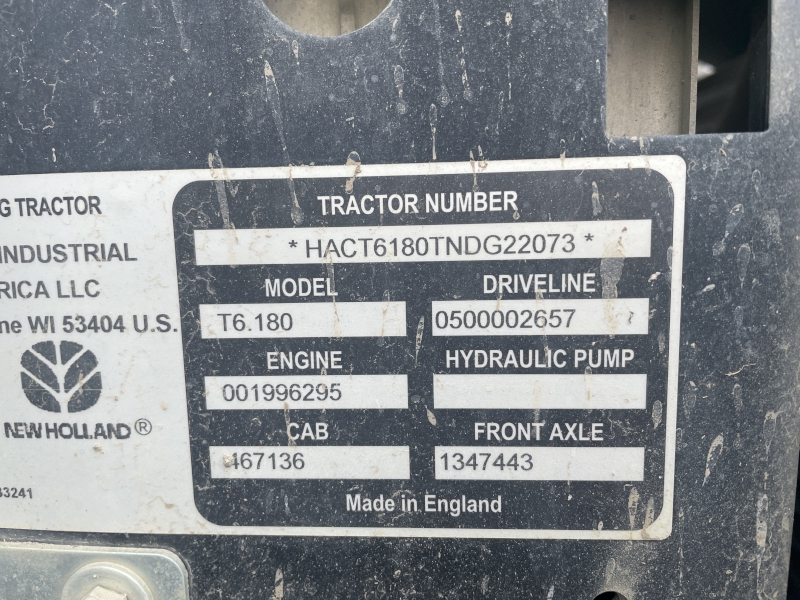 G TRACTOR
INDUSTRIAL
RICA LLC
ne WI 53404 U.S.
NEW HOLLAND®
33241
TRACTOR NUMBER
* HACT6180TNDG22073 *
MODEL DRIVELINE
T6.180 0500002657
ENGINE HYDRAULIC PUMP
001996295
CAB FRONT AXLE
467136 1347443
Made in England